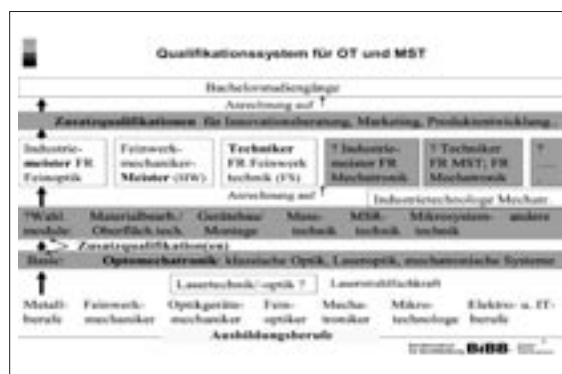 Qualifikationssystem für OT und MST
Bachelorstudiengänge
Anrechnung auf ↑
Zusatzqualifikationen für Innovationsberatung, Marketing, Produktentwicklung..
Industrie- Feinwerk- Techniker ? Industrie- ? Techniker ?
meister FR mechaniker- FR Feinwerk meister FR FR MST; FR
Feinoptik Meister (HW) technik (FS) Mechatronik Mechatronik
Anrechnung auf ↑ Industrietechnologe Mechatr.
?Wahl Materialbearb./ Gerätebau/ Mess- MSR- Mikrosystem- andere
module: Oberfläch.tech. Montage technik technik technik
Zusatzqualifikation(en)
Basic: Optomechatronik: klassische Optik, Laseroptik, mechatronische Systeme
Lasertechnik/-optik ? Laserstrahlfachkraft
Metall- Feinwerk- Optikgeräte- Fein- Mecha- Mikro- Elektro- u. IT-
berufe mechaniker mechaniker optiker troniker technologe berufe
Ausbildungsberufe
BiBB